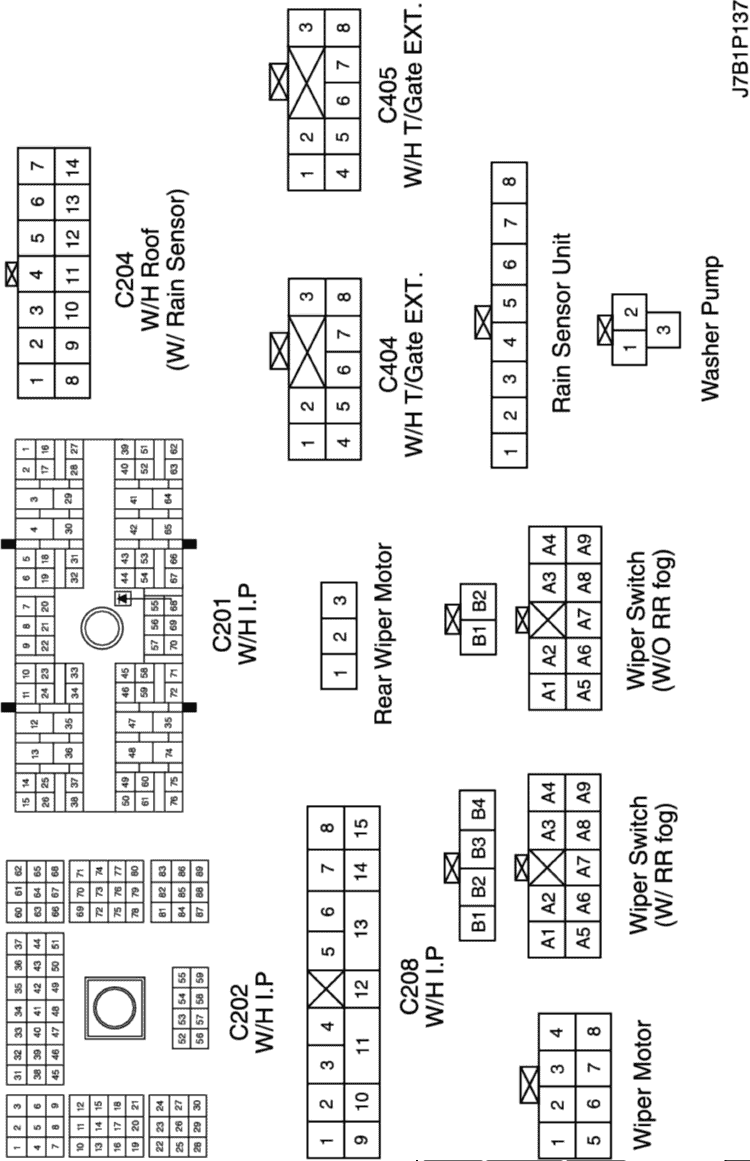 1 2 3
4 5 6
7 8 9
10 11 12
13 14 15
16 17 18
19 20 21
22 23 24
25 26 27
28 29 30
31 32 33 34 35 36 37
38 39 40 41 42 43 44
45 46 47 48 49 50 51
52 53 54 55
56 57 58 59
60 61 62
63 64 65
66 67 68
69 70 71
72 73 74
75 76 77
78 79 80
81 82 83
84 85 86
87 88 89
C202
W/H I.P
15 14 13 12 11 10 9 8 7 6 5 4 3 2 1
26 25 24 23 22 21 20 19 18 17 16
38 37 36 35 34 33 32 31 30 29 28 27
50 49 48 47 46 45 44 43 42 41 40 39
61 60 59 58 57 56 55 54 53 52 51
76 75 74 35 72 71 70 69 68 67 66 65 64 63 62
C201
W/H I.P
1 2 3 4 5 6 7
8 9 10 11 12 13 14
C204
W/H Roof
(W/ Rain Sensor)
1 2 3 4 5 6 7 8
9 10 11 12 13 14 15
C208
W/H I.P
1 2 3
Rear Wiper Motor
1 2 3
4 5 6 7 8
C404
W/H T/Gate EXT.
1 2 3
4 5 6 7 8
C405
W/H T/Gate EXT.
1 2 3 4
5 6 7 8
Wiper Motor
B1 B2 B3 B4
A1 A2 A3 A4
A5 A6 A7 A8 A9
Wiper Switch
(W/ RR fog)
B1 B2
A1 A2 A3 A4
A5 A6 A7 A8 A9
Wiper Switch
(W/O RR fog)
1 2 3 4 5 6 7 8
Rain Sensor Unit
1 2
3
Washer Pump
J7B1P137